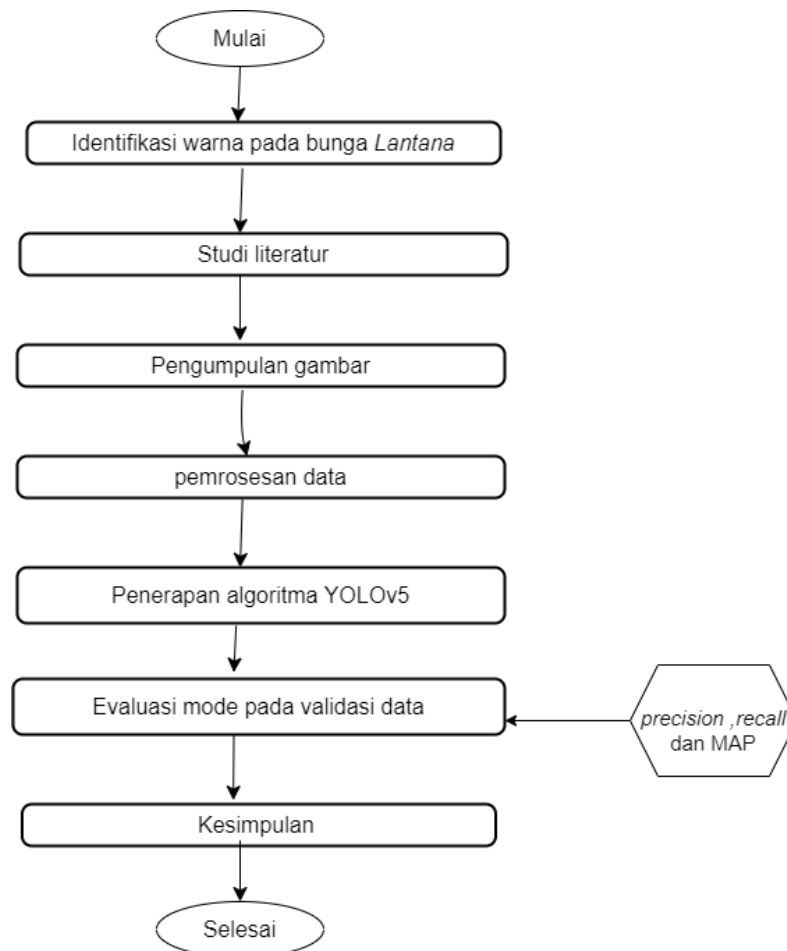 Mulai
Identifikasi warna pada bunga Lantana
Studi literatur
Pengumpulan gambar
pemrosesan data
Penerapan algoritma YOLOv5
Evaluasi mode pada validasi data
precision ,recall
dan MAP
Kesimpulan
Selesai